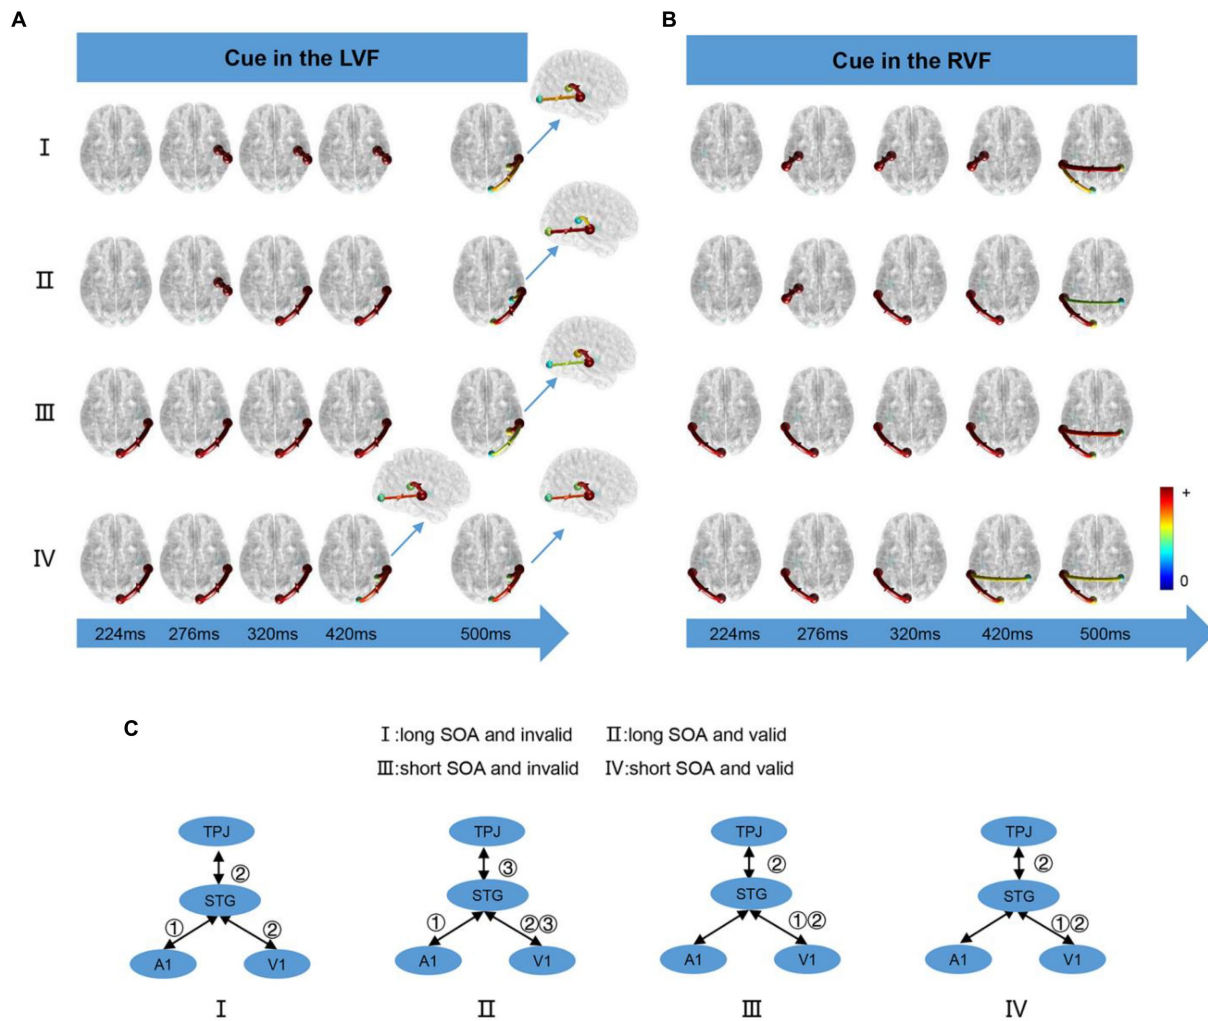 A
B
Cue in the LVF
Cue in the RVF
Ⅰ
Ⅱ
Ⅲ
Ⅳ
+
0
224ms 276ms 320ms 420ms 500ms
224ms 276ms 320ms 420ms 500ms
C
Ⅰ:long SOA and invalid Ⅱ:long SOA and valid
Ⅲ:short SOA and invalid Ⅳ:short SOA and valid
TPJ TPJ TPJ TPJ
② ③ ② ②
STG STG STG STG
① ② ① ②③ ①② ①②
A1 V1 A1 V1 A1 V1 A1 V1
Ⅰ Ⅱ Ⅲ Ⅳ